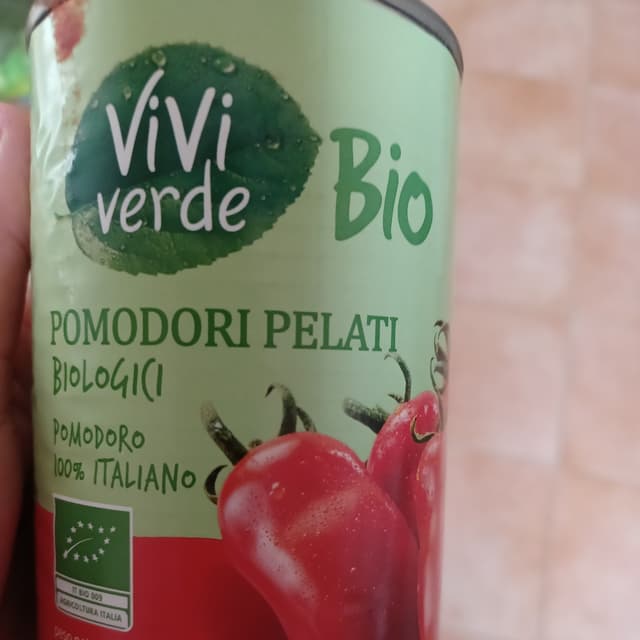 ViVi
verde
Bio
POMODORI PELATI
BIOLOGICI
POMODORO
100% ITALIANO
IT BIO 009
AGRICOLTURA ITALIA